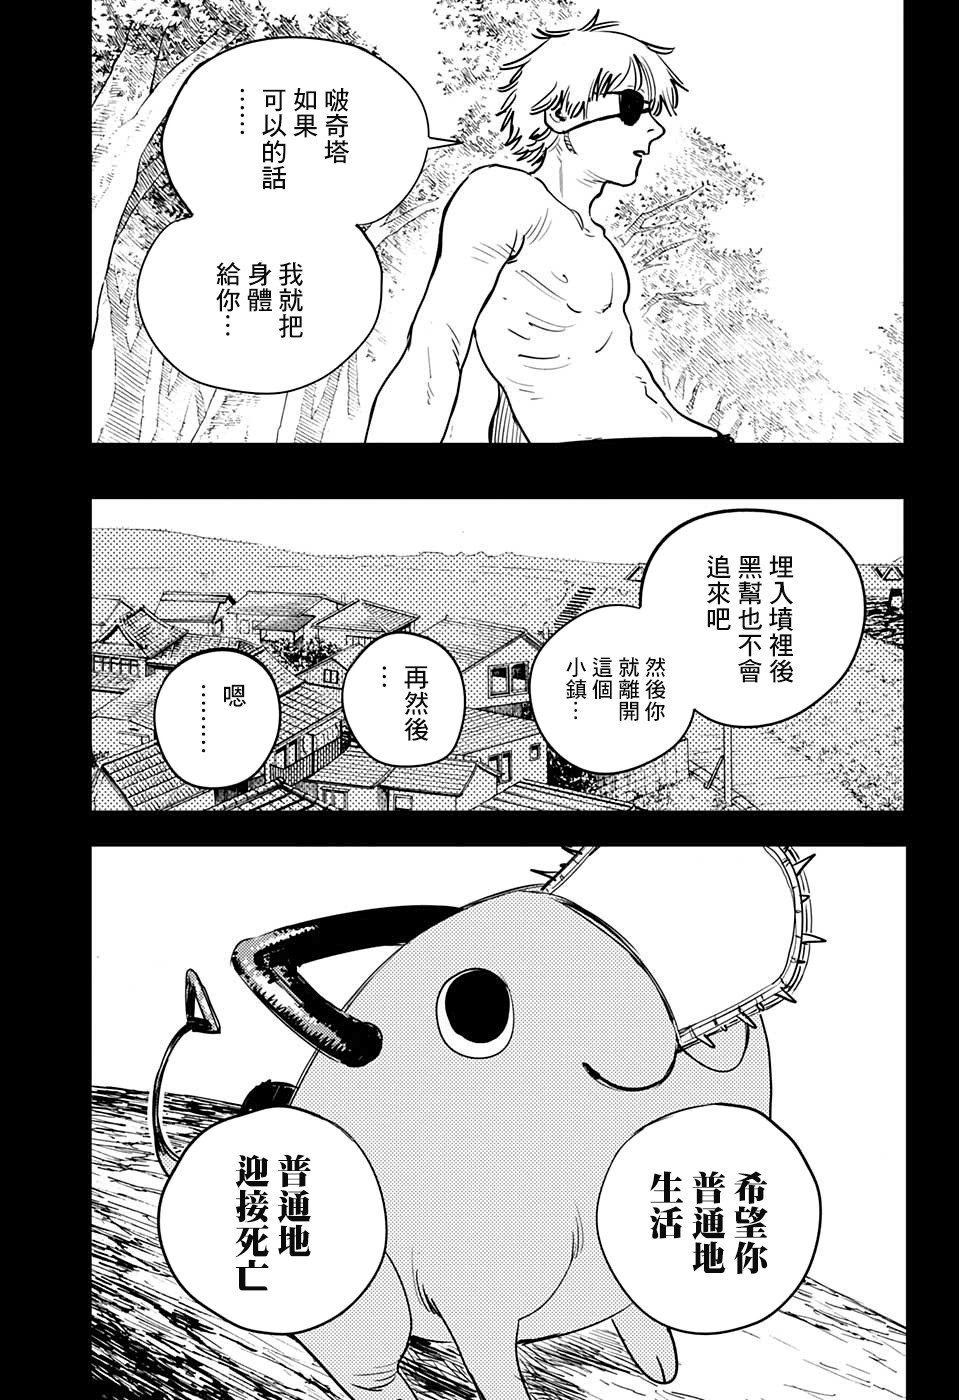 啵奇塔
如果
可以的話
……
我就把
身體
給你…
埋入墳裡後
黑幫也不會
追來吧
然後你
就離開
這個
小鎮…
再然後
…
嗯
………
希望你
普通地
生活
普通地
迎接死亡